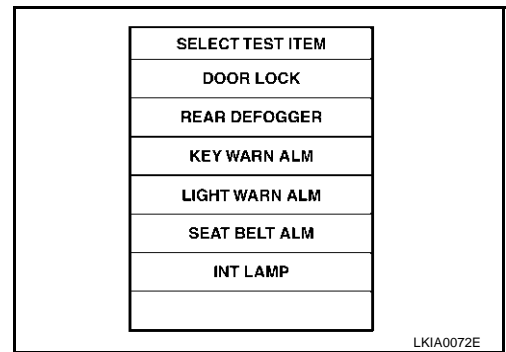 SELECT TEST ITEM
DOOR LOCK
REAR DEFOGGER
KEY WARN ALM
LIGHT WARN ALM
SEAT BELT ALM
INT LAMP
LKIA0072E